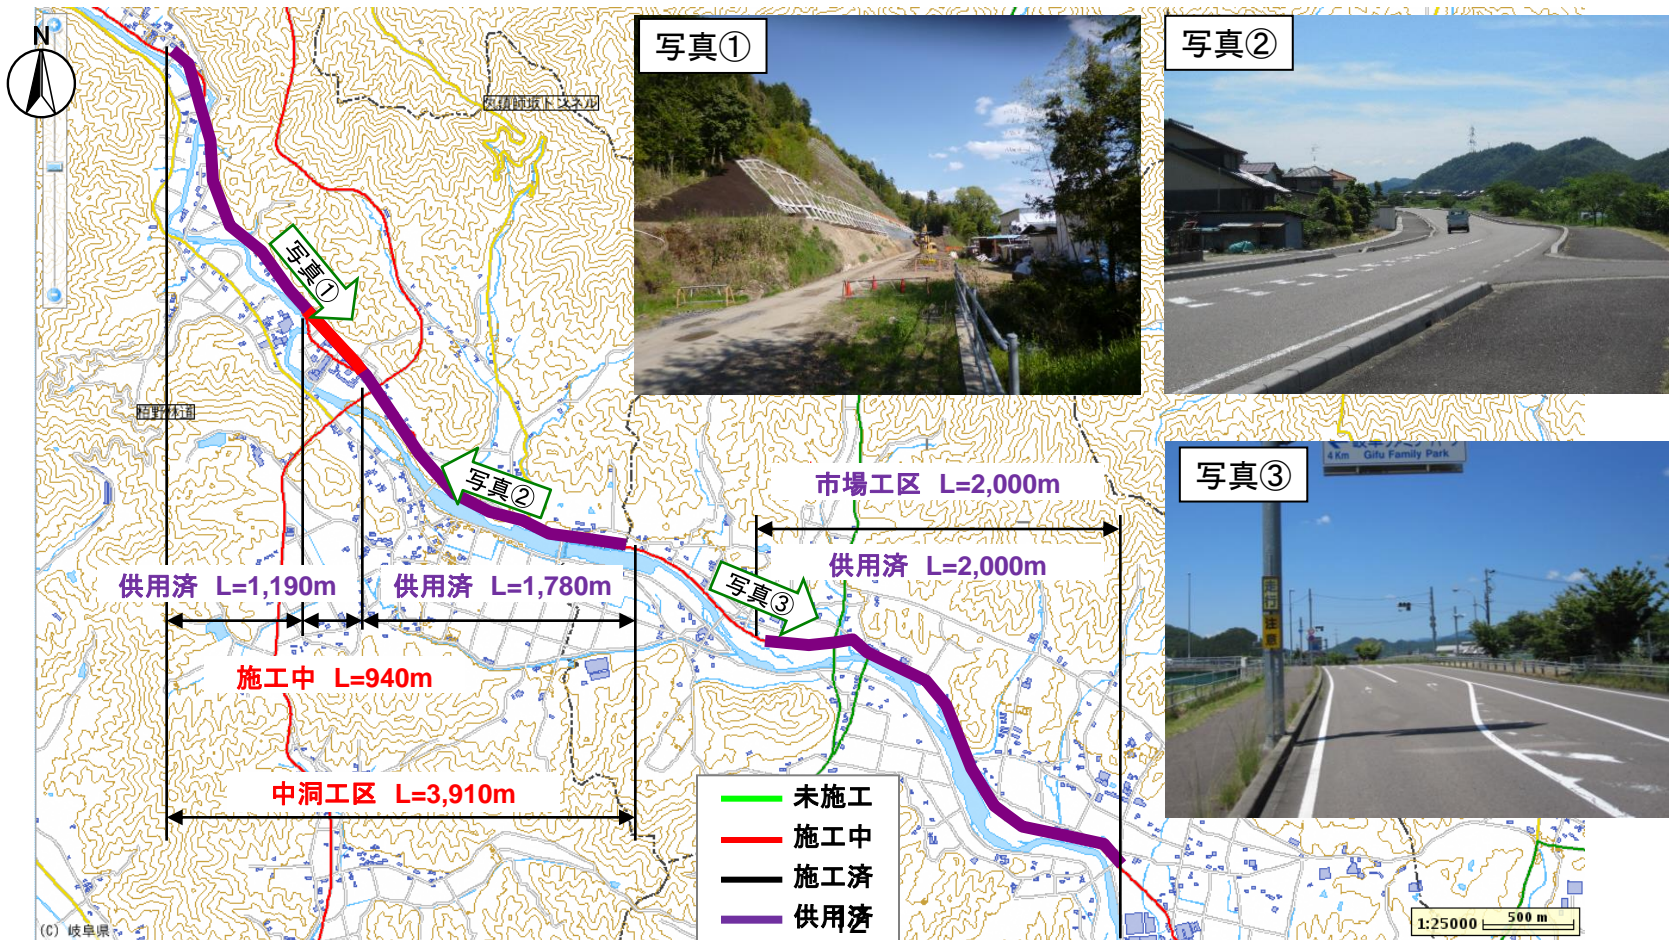 N
写真①
写真②
写真③
4 Km Gifu Family Park
写真①
写真②
写真③
市場工区 L=2,000m
供用済 L=2,000m
供用済 L=1,190m
供用済 L=1,780m
施工中 L=940m
中洞工区 L=3,910m
未施工
施工中
施工済
供用済
12
1:25000 500 m
(C) 岐阜県